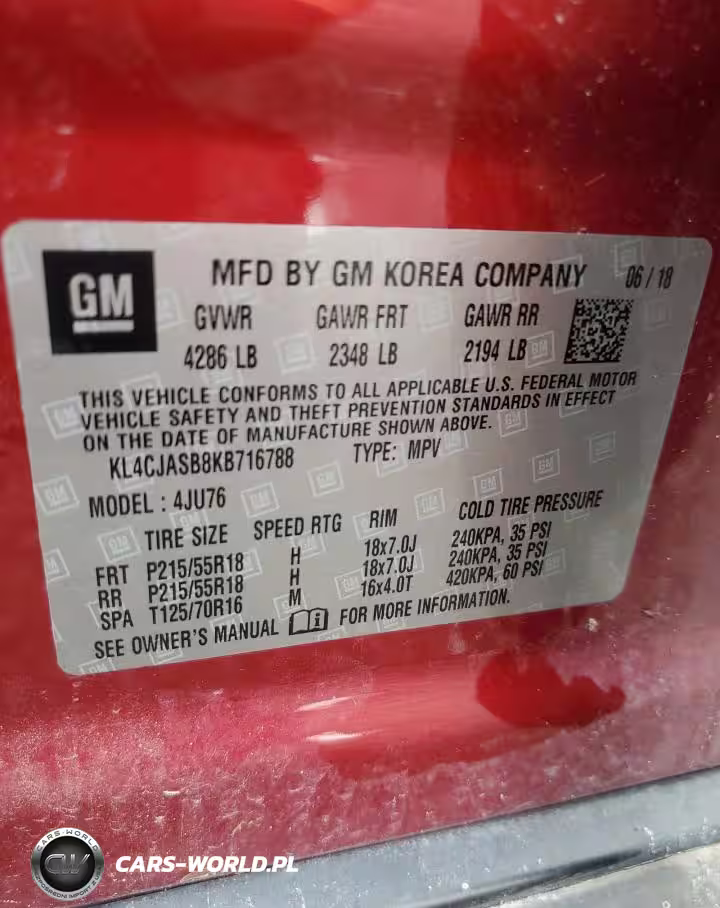 GM
MFD BY GM KOREA COMPANY 06/18
GVWR GAWR FRT GAWR RR
4286 LB 2348 LB 2194 LB
THIS VEHICLE CONFORMS TO ALL APPLICABLE U.S. FEDERAL MOTOR
VEHICLE SAFETY AND THEFT PREVENTION STANDARDS IN EFFECT
ON THE DATE OF MANUFACTURE SHOWN ABOVE.
KL4CJASB8KB716788 TYPE: MPV
MODEL : 4JU76
TIRE SIZE SPEED RTG RIM COLD TIRE PRESSURE
FRT P215/55R18 H 18x7.0J 240KPA, 35 PSI
RR P215/55R18 H 18x7.0J 240KPA, 35 PSI
SPA T125/70R16 M 16x4.0T 420KPA, 60 PSI
SEE OWNER'S MANUAL FOR MORE INFORMATION.
CARS-WORLD
CW
CARS-WORLD.PL